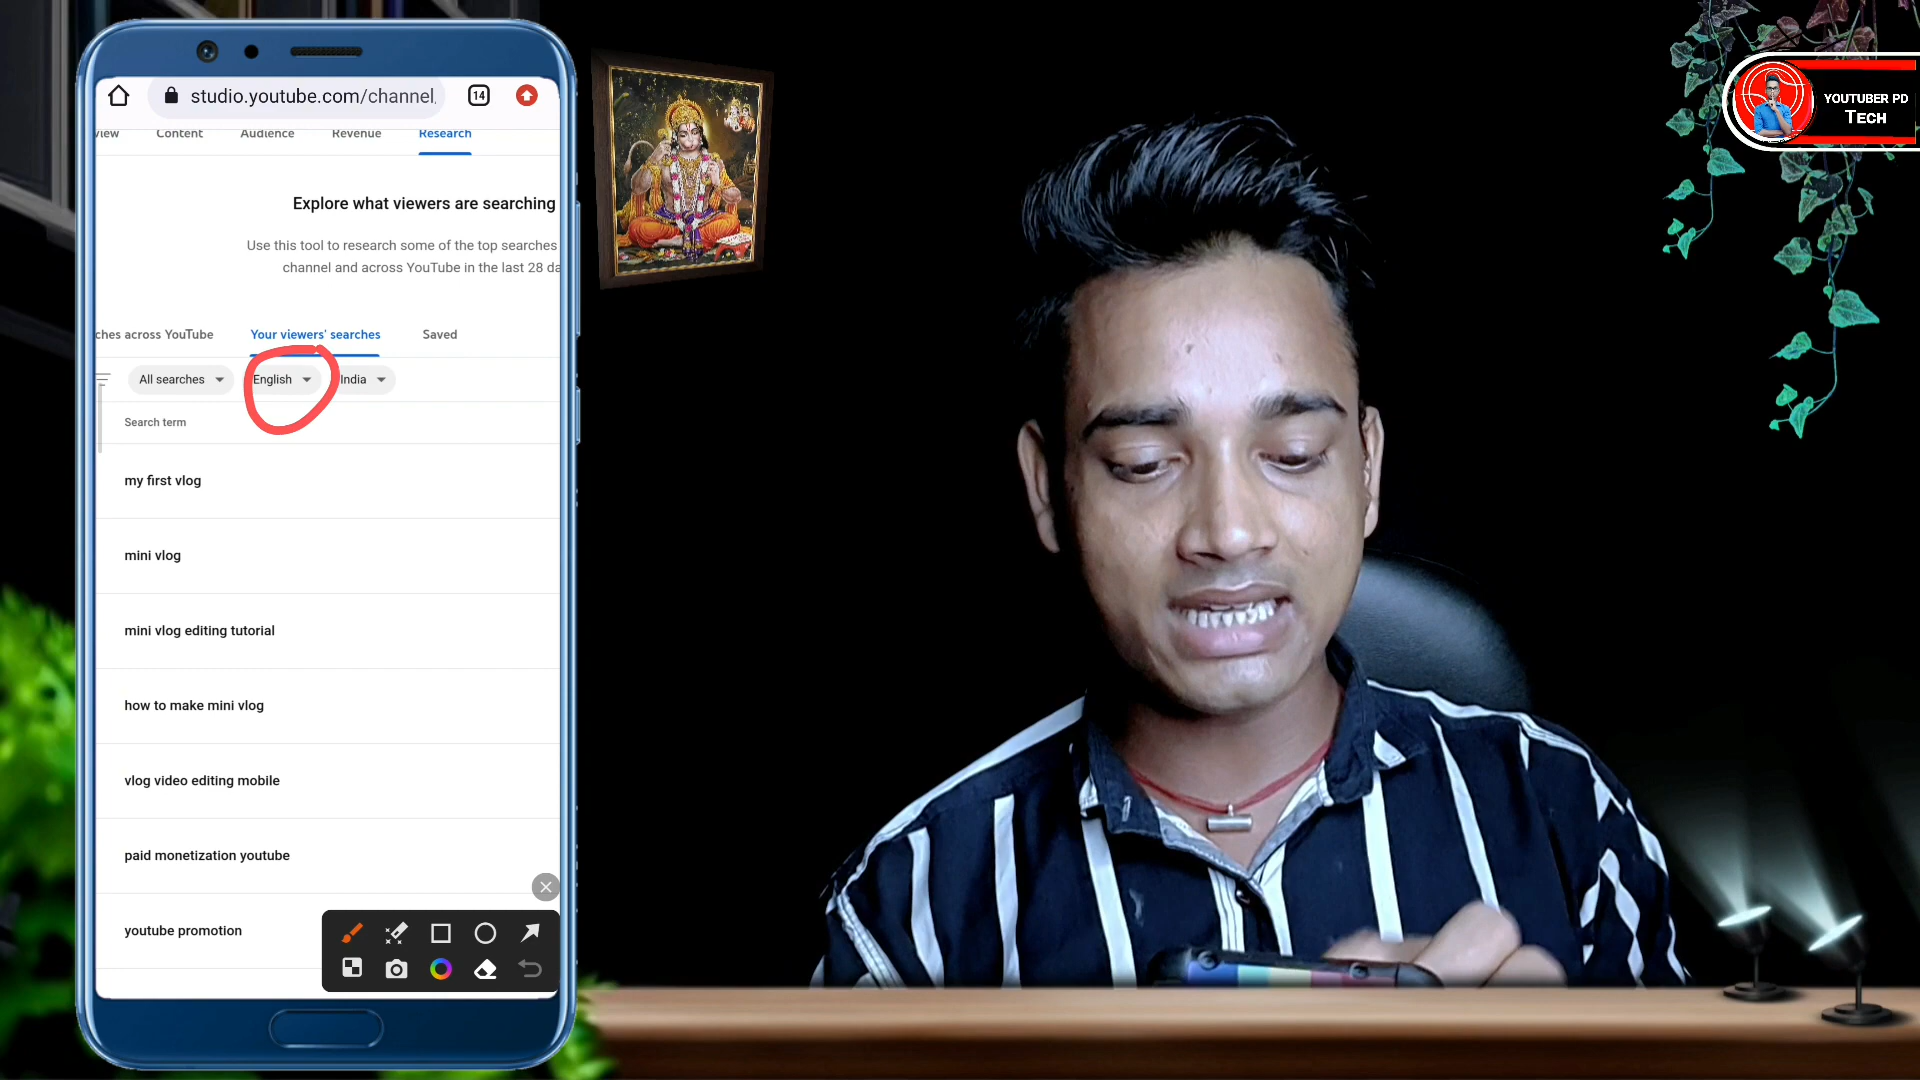 studio.youtube.com/channel
14
view Content Audience Revenue Research
Explore what viewers are searching
Use this tool to research some of the top searches
channel and across YouTube in the last 28 da
ches across YouTube Your viewers' searches Saved
All searches English India
Search term
my first vlog
mini vlog
mini vlog editing tutorial
how to make mini vlog
vlog video editing mobile
paid monetization youtube
youtube promotion
YOUTUBER PD
TECH